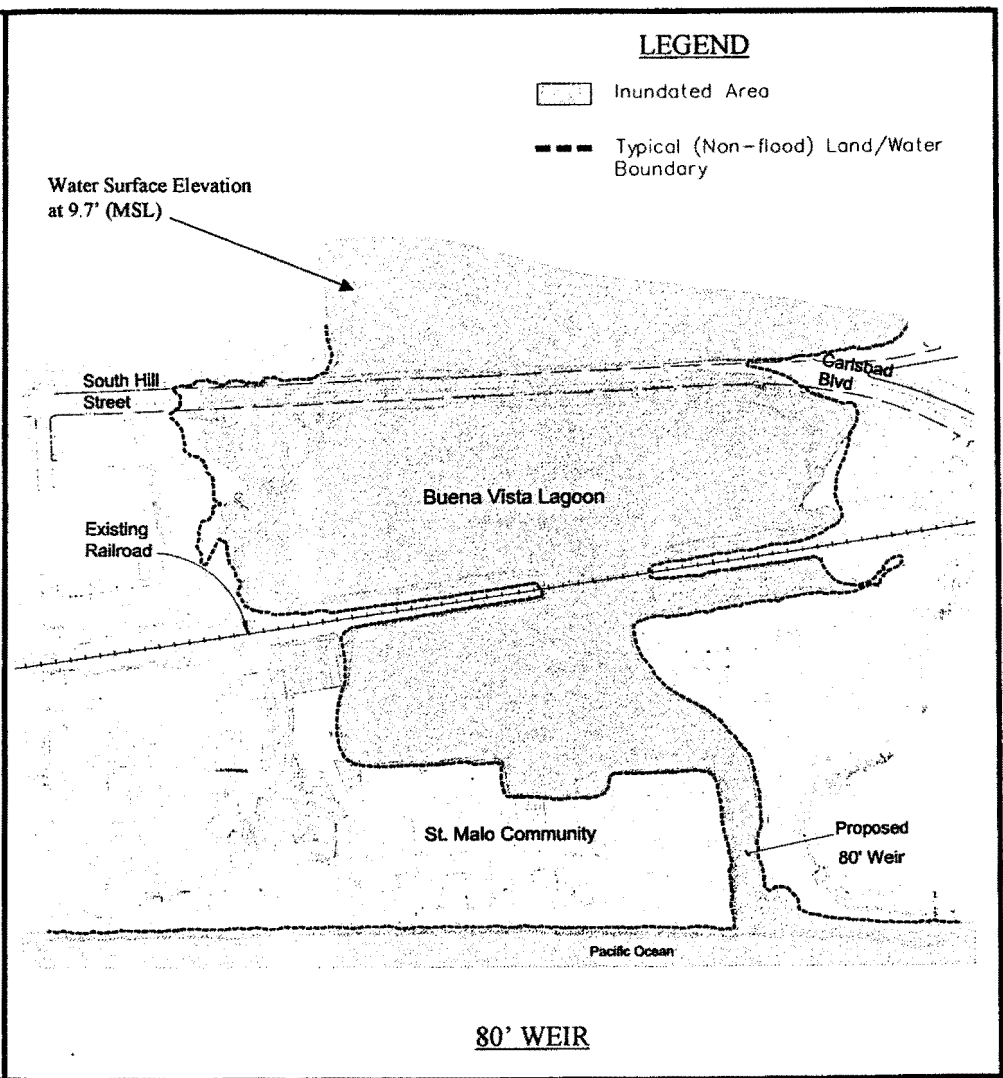 LEGEND
Inundated Area
Typical (Non-flood) Land/Water
Boundary
Water Surface Elevation
at 9.7' (MSL)
South Hill
Street
Carlsbad
Blvd
Buena Vista Lagoon
Existing
Railroad
St. Malo Community
Proposed
80' Weir
Pacific Ocean
80' WEIR